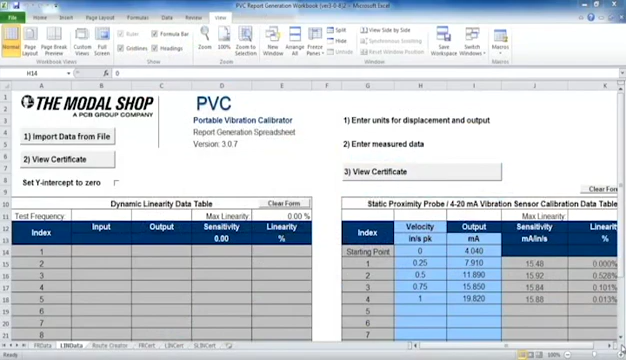 PVC Report Generation Workbook (ver3-0-8).2 - Microsoft Excel
File Home Insert Page Layout Formulas Data Review View
Normal Page Layout Page Break Preview Custom Views Full Screen
Ruler Formula Bar
Gridlines Headings
Zoom 100% Zoom to Selection
New Window Arrange All Freeze Panes
Split
Hide
Unhide
View Side by Side
Synchronous Scrolling
Reset Window Position
Save Workspace Switch Windows Macros
Workbook Views Show Zoom Window Macros
H14 fx 0
A B C D E F G H I J K
THE MODAL SHOP
A PCB GROUP COMPANY
PVC
Portable Vibration Calibrator
Report Generation Spreadsheet
Version: 3.0.7
1) Import Data from File
2) View Certificate
Set Y-intercept to zero
1) Enter units for displacement and output
2) Enter measured data
3) View Certificate
Clear Form
Dynamic Linearity Data Table Clear Form
Static Proximity Probe / 4-20 mA Vibration Sensor Calibration Data Table
Test Frequency: Max Linearity 0.00 %
Max Linearity
Index Input Output Sensitivity Linearity
0.00 %
1
2
3
4
5
6
7
8
Index Velocity Output Sensitivity Linearity
in/s pk mA mA/in/s %
Starting Point 0 4.040
1 0.25 7.910 15.48 0.000%
2 0.5 11.890 15.92 0.528%
3 0.75 15.850 15.84 0.101%
4 1 19.820 15.88 0.013%
5
6
7
FRData LINData Route Creator FRCert LINCert SLINCert
Ready 100%